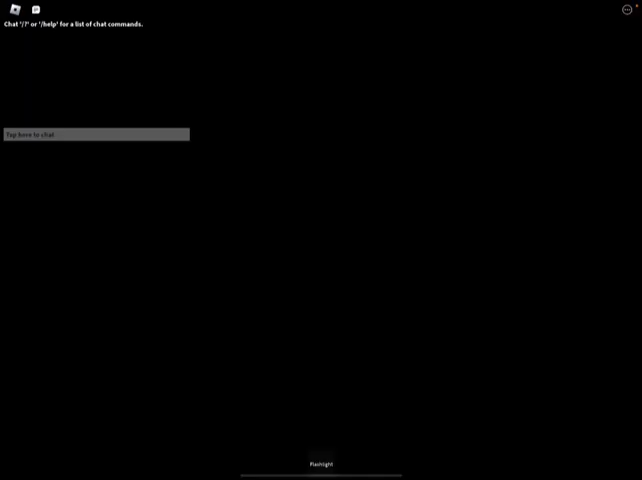 Chat '/?' or '/help' for a list of chat commands.
Tap here to chat
Flashlight